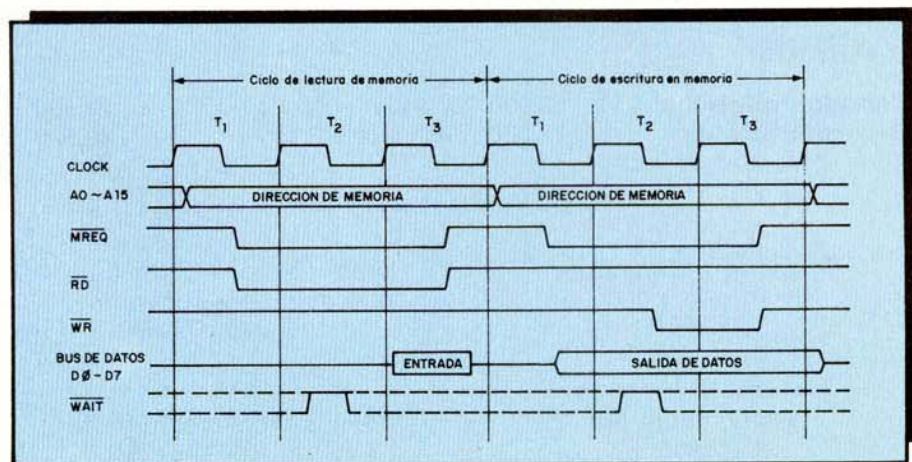 Ciclo de lectura de memoria Ciclo de escritura en memoria
T1 T2 T3 T1 T2 T3
CLOCK
A0 ~ A15 DIRECCION DE MEMORIA DIRECCION DE MEMORIA
MREQ
RD
WR
BUS DE DATOS ENTRADA SALIDA DE DATOS
DØ - D7
WAIT